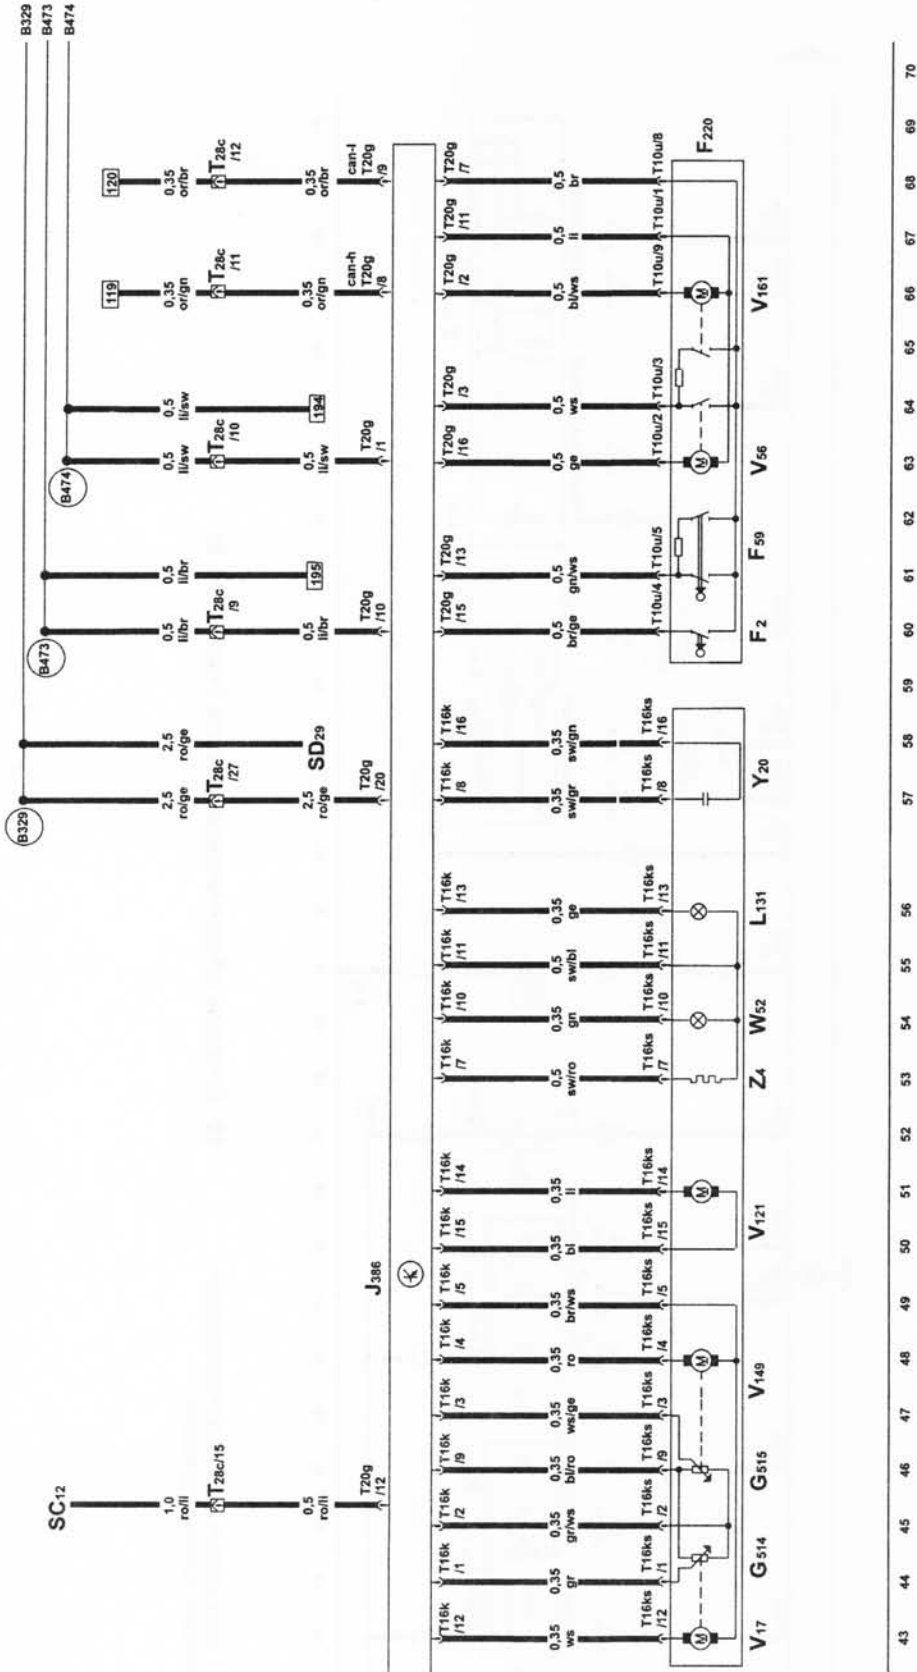 B329
B473
B474
120
0,35
or/br
T28c
/12
0,35
or/br
can-l
T20g
/9
119
0,35
or/gn
T28c
/11
0,35
or/gn
can-h
T20g
/8
0,5
li/sw
194
B474
0,5
li/sw
T28c
/10
0,5
li/sw
T20g
/1
0,5
li/br
195
B473
0,5
li/br
T28c
/9
0,5
li/br
T20g
/10
2,5
ro/ge
SD29
B329
2,5
ro/ge
T28c
/27
2,5
ro/ge
T20g
/20
SC12
1,0
ro/li
T28c/15
0,5
ro/li
T20g
/12
J386
T20g
/7
0,5
br
T10u/8
T20g
/11
0,5
li
T10u/1
T20g
/2
0,5
bl/ws
T10u/9
T20g
/3
0,5
ws
T10u/3
T20g
/16
0,5
ge
T10u/2
T20g
/13
0,5
gn/ws
T10u/5
T20g
/15
0,5
br/ge
T10u/4
T16k
/16
0,35
sw/gn
T16ks
/16
T16k
/8
0,35
sw/gr
T16ks
/8
T16k
/13
0,35
ge
T16ks
/13
T16k
/11
0,5
sw/bl
T16ks
/11
T16k
/10
0,35
gn
T16ks
/10
T16k
/7
0,5
sw/ro
T16ks
/7
T16k
/14
0,35
li
T16ks
/14
T16k
/15
0,35
bl
T16ks
/15
T16k
/5
0,35
br/ws
T16ks
/5
T16k
/4
0,35
ro
T16ks
/4
T16k
/3
0,35
ws/ge
T16ks
/3
T16k
/9
0,35
bl/ro
T16ks
/9
T16k
/2
0,35
gr/ws
T16ks
/2
T16k
/1
0,35
gr
T16ks
/1
T16k
/12
0,35
ws
T16ks
/12
F220
M
M
M
M
M
V161
V56
F59
F2
Y20
L131
W52
Z4
V121
V149
G515
G514
V17
70
69
68
67
66
65
64
63
62
61
60
59
58
57
56
55
54
53
52
51
50
49
48
47
46
45
44
43